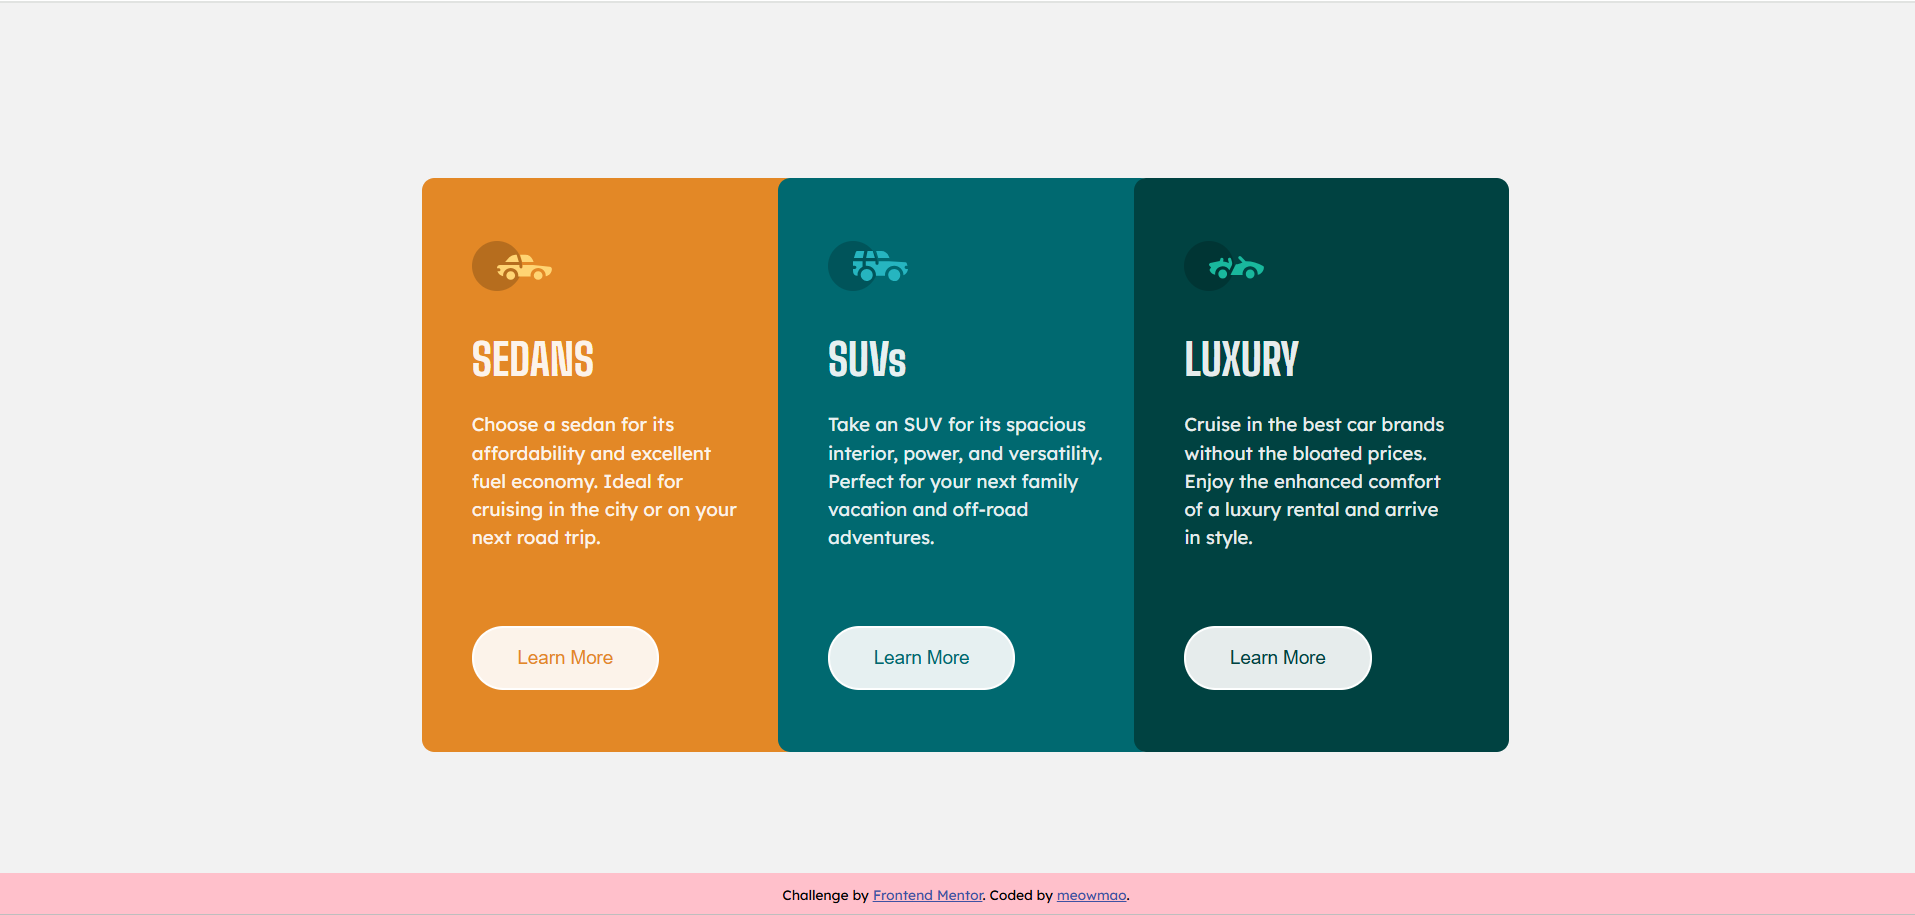 SEDANS
Choose a sedan for its
affordability and excellent
fuel economy. Ideal for
cruising in the city or on your
next road trip.
Learn More
SUVs
Take an SUV for its spacious
interior, power, and versatility.
Perfect for your next family
vacation and off-road
adventures.
Learn More
LUXURY
Cruise in the best car brands
without the bloated prices.
Enjoy the enhanced comfort
of a luxury rental and arrive
in style.
Learn More
Challenge by Frontend Mentor. Coded by meowmao.